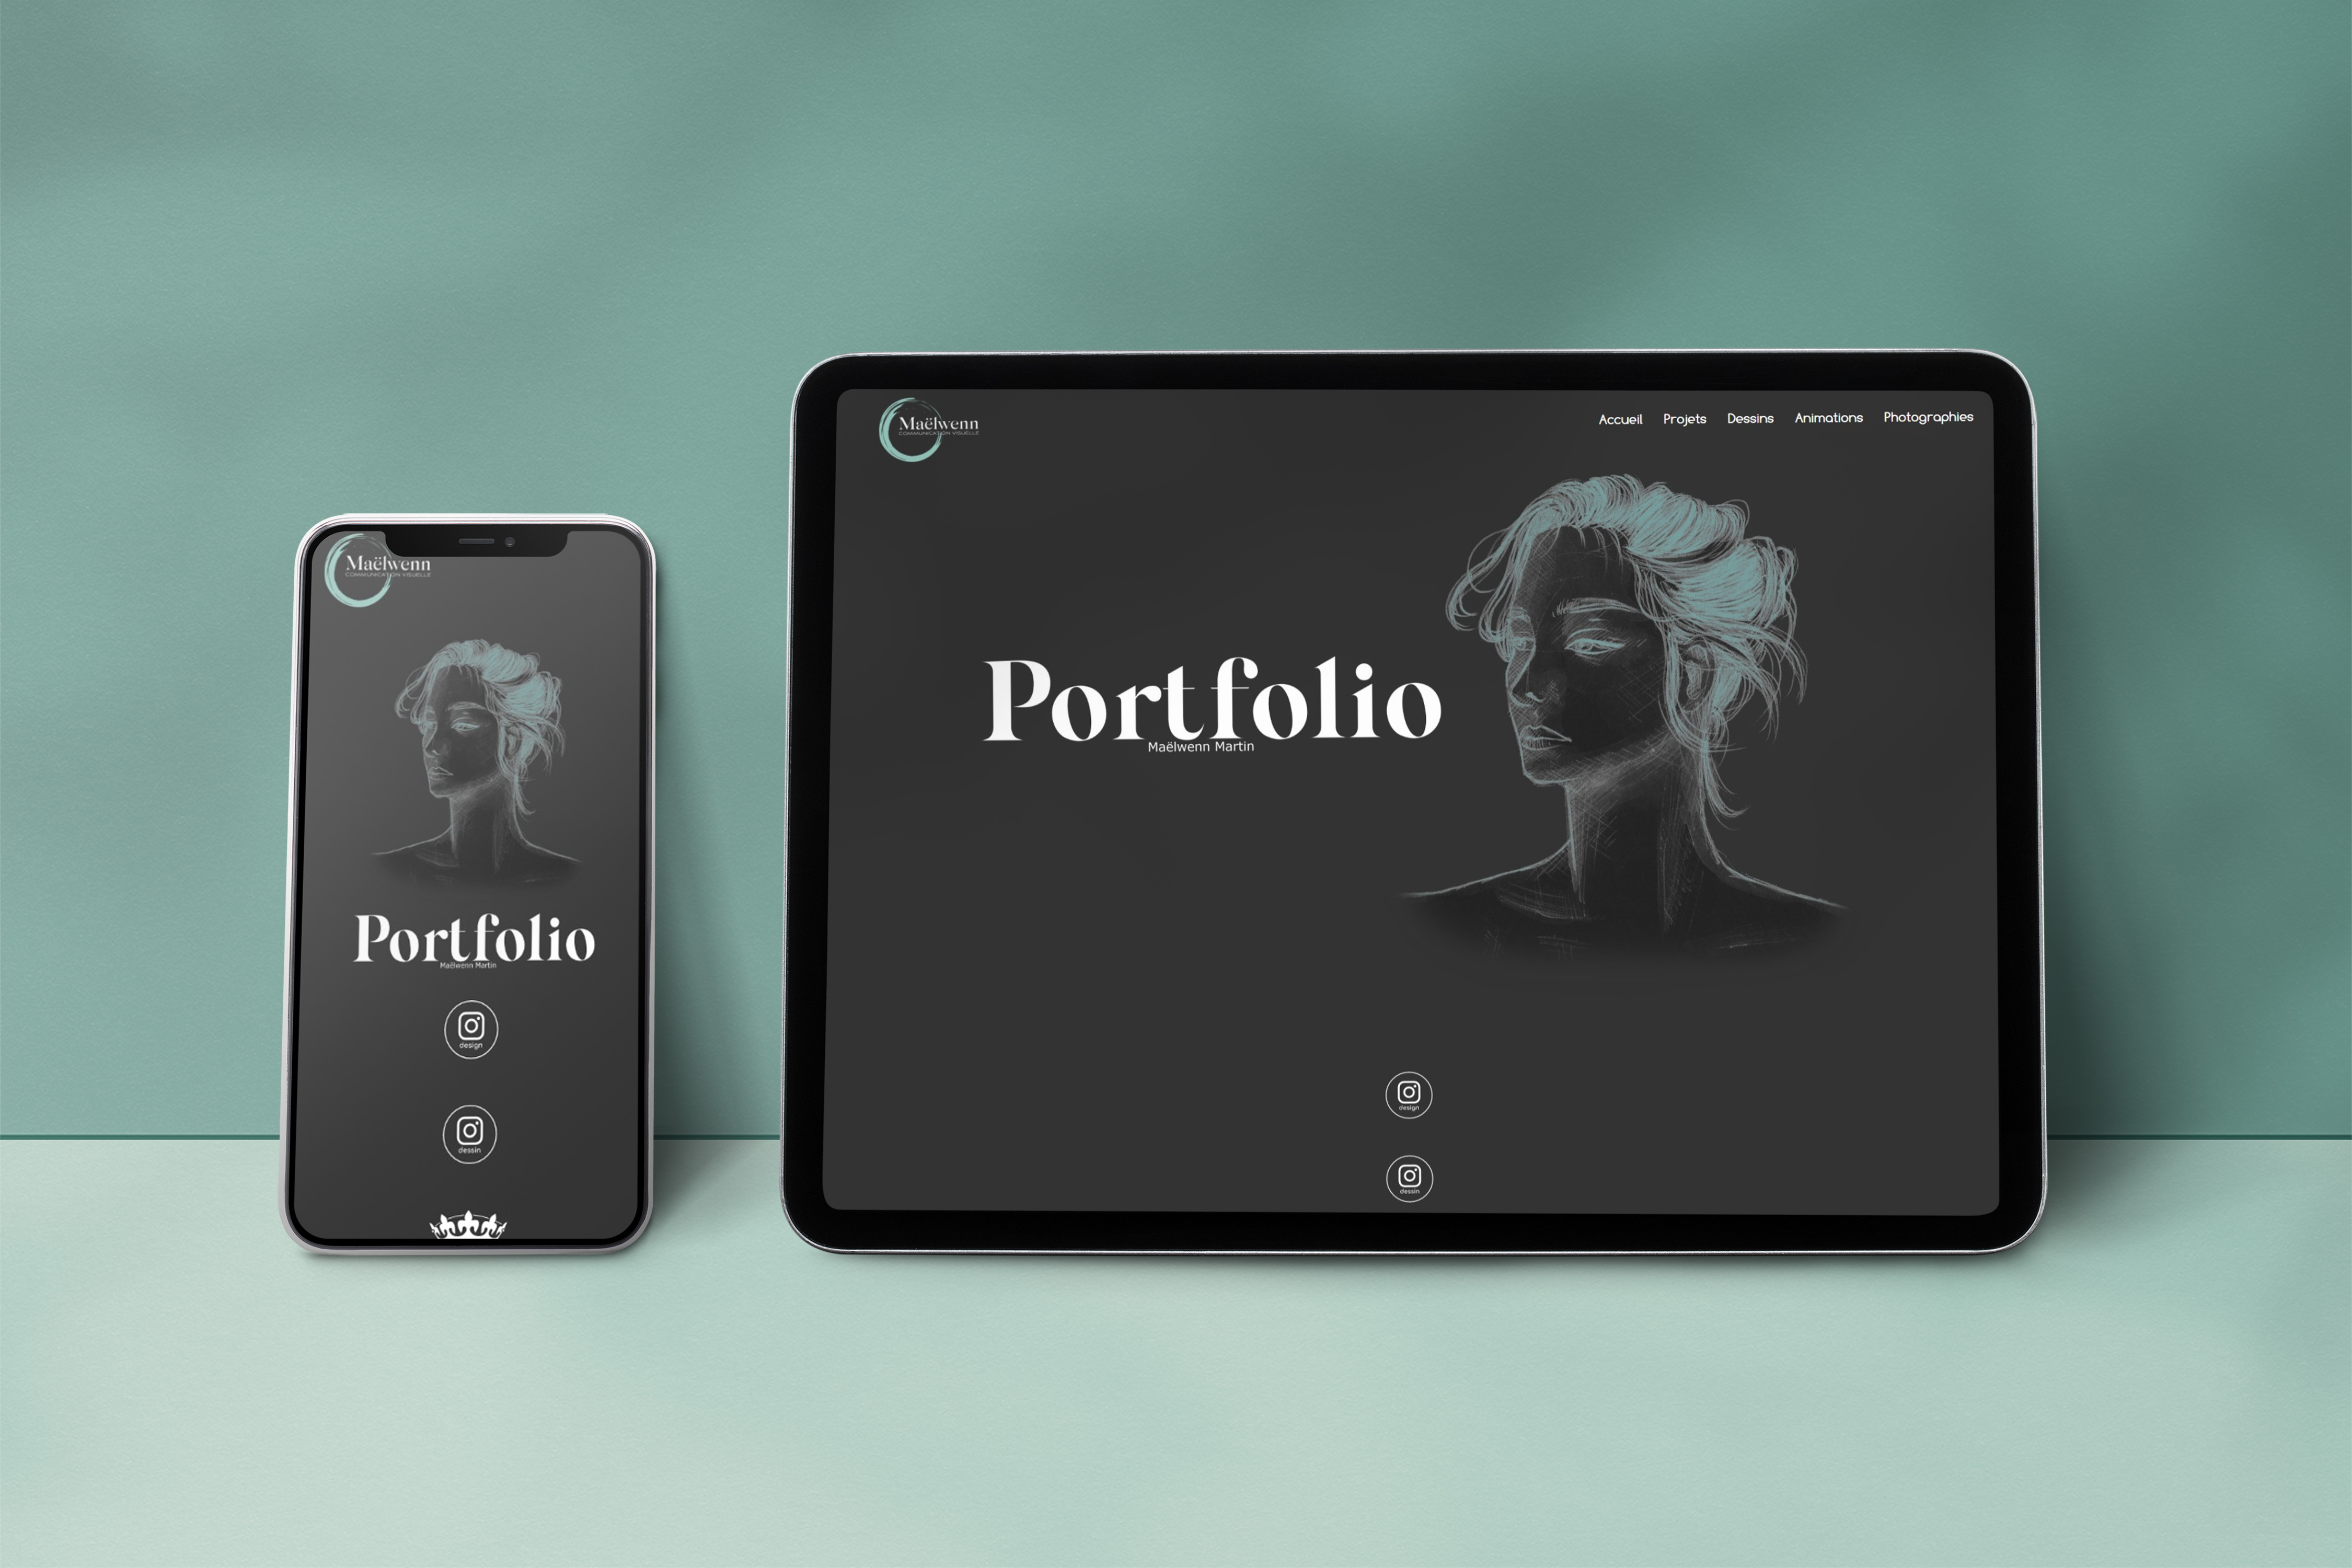 Maëlwenn
COMMUNICATION VISUELLE
Portfolio
Maëlwenn Martin
design
dessin
Maëlwenn
COMMUNICATION VISUELLE
Accueil Projets Dessins Animations Photographies
Portfolio
Maëlwenn Martin
design
dessin